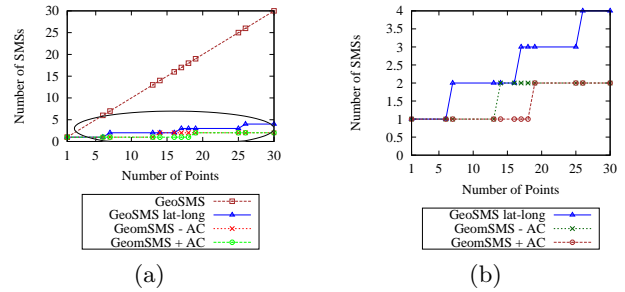 Number of SMSs
30
25
20
15
10
5
0
1 5 10 15 20 25 30
Number of Points
GeoSMS
GeoSMS lat-long
GeomSMS - AC
GeomSMS + AC
(a)
Number of SMSs
4
3.5
3
2.5
2
1.5
1
0.5
0
1 5 10 15 20 25 30
Number of Points
GeoSMS lat-long
GeomSMS - AC
GeomSMS + AC
(b)